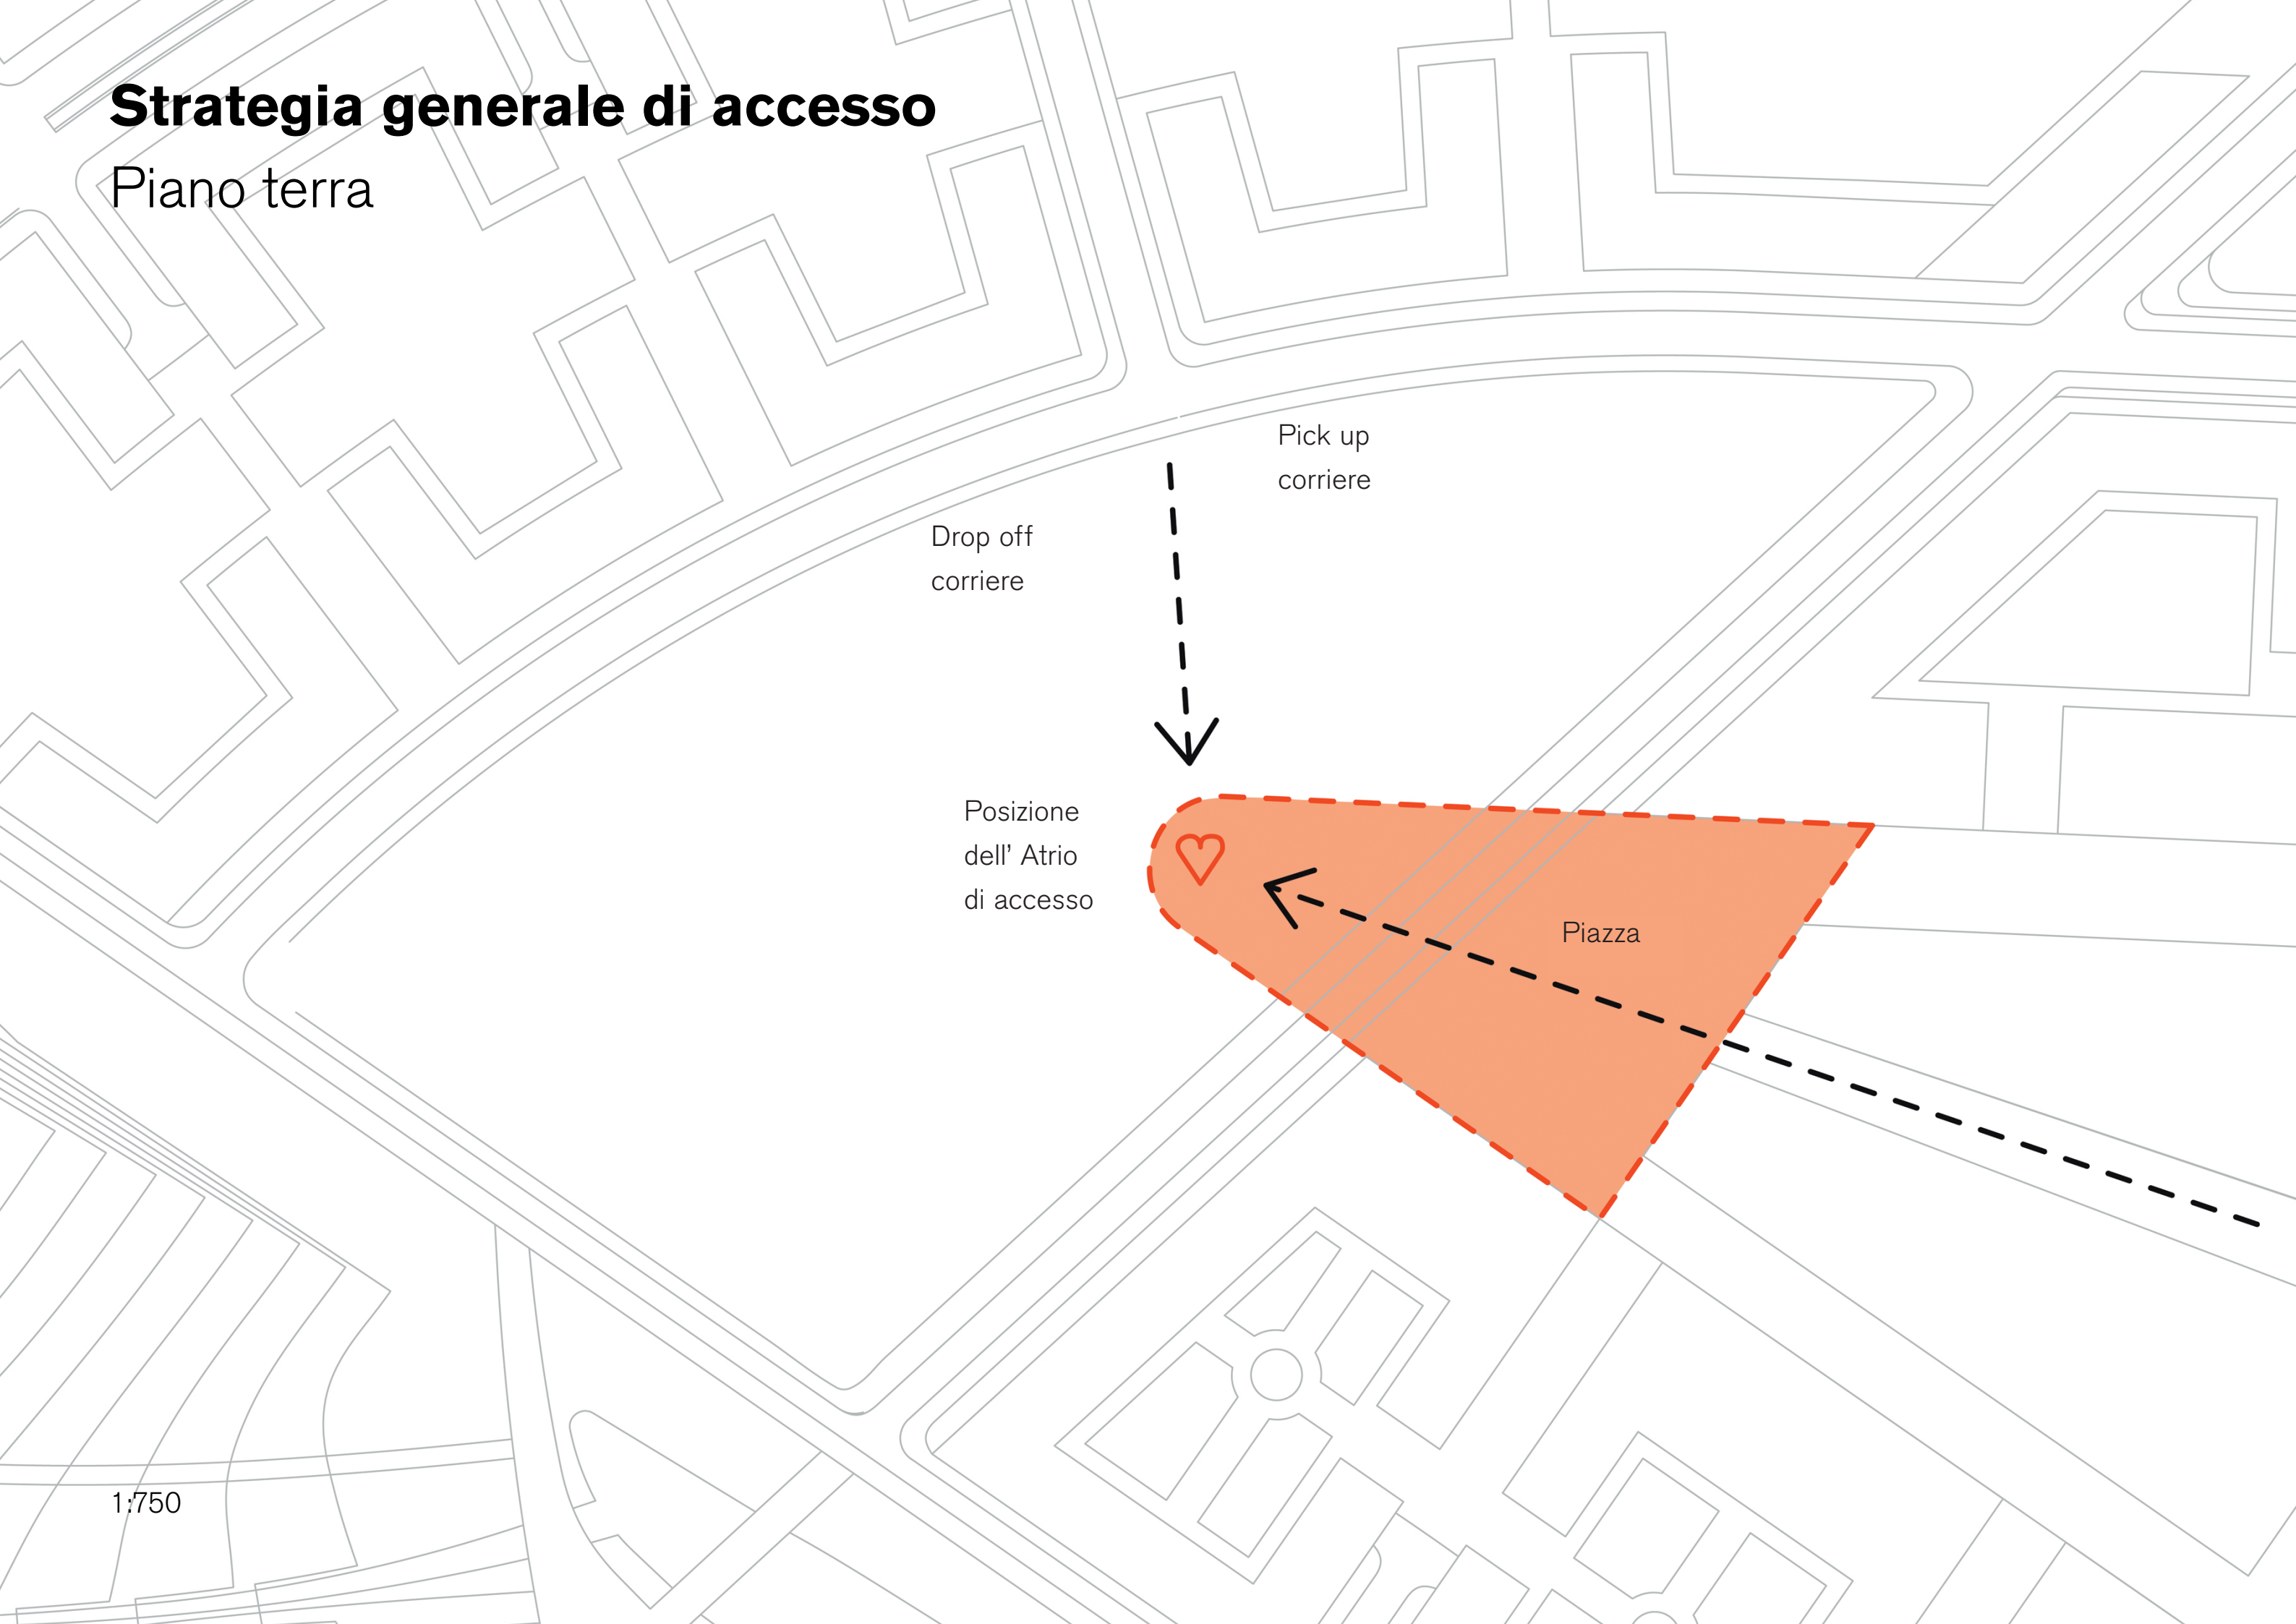 Strategia generale di accesso
Piano terra
Pick up
corriere
Drop off
corriere
Posizione
dell’ Atrio
di accesso
Piazza
1:750